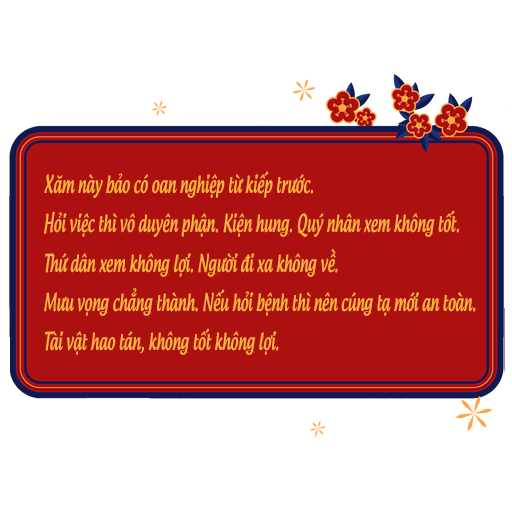 Xăm này bảo có oan nghiệp từ kiếp trước.
Hỏi việc thì vô duyên phận. Kiện hung. Quý nhân xem không tốt.
Thứ dân xem không lợi. Người đi xa không về.
Mưu vọng chẳng thành. Nếu hỏi bệnh thì nên cúng tạ mới an toàn.
Tài vật hao tán, không tốt không lợi.